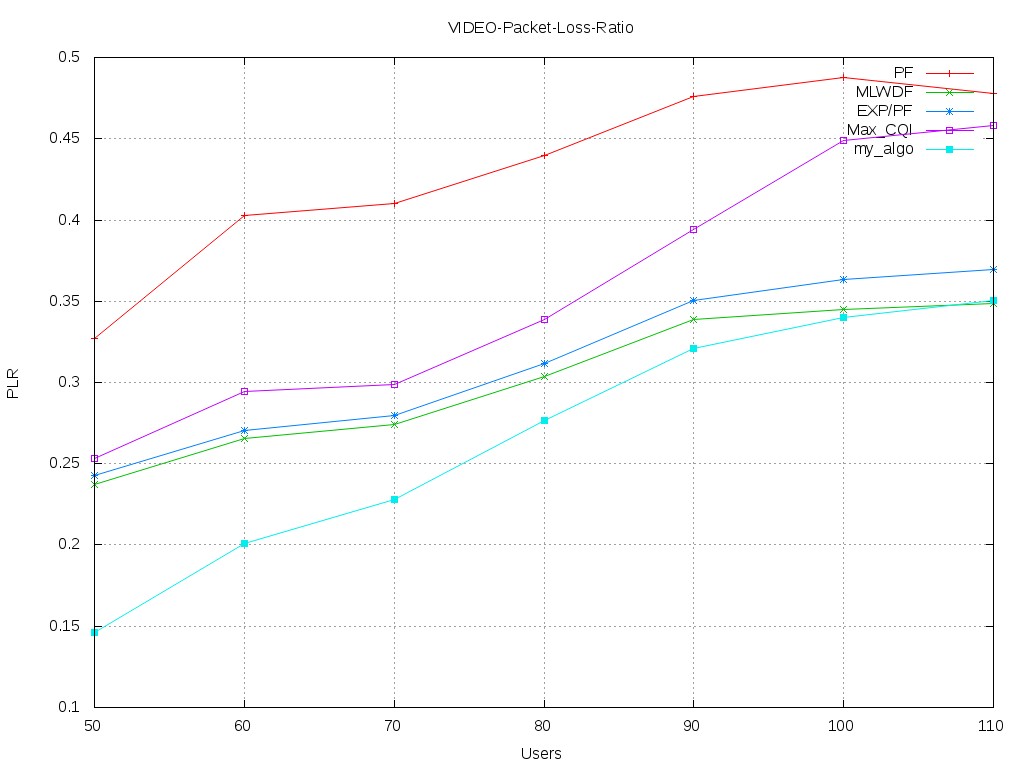 VIDEO-Packet-Loss-Ratio
0.5
PF
MLWDF
EXP/PF
Max_CQI
my_algo
0.45
0.4
0.35
0.3
PLR
0.25
0.2
0.15
0.1
50 60 70 80 90 100 110
Users